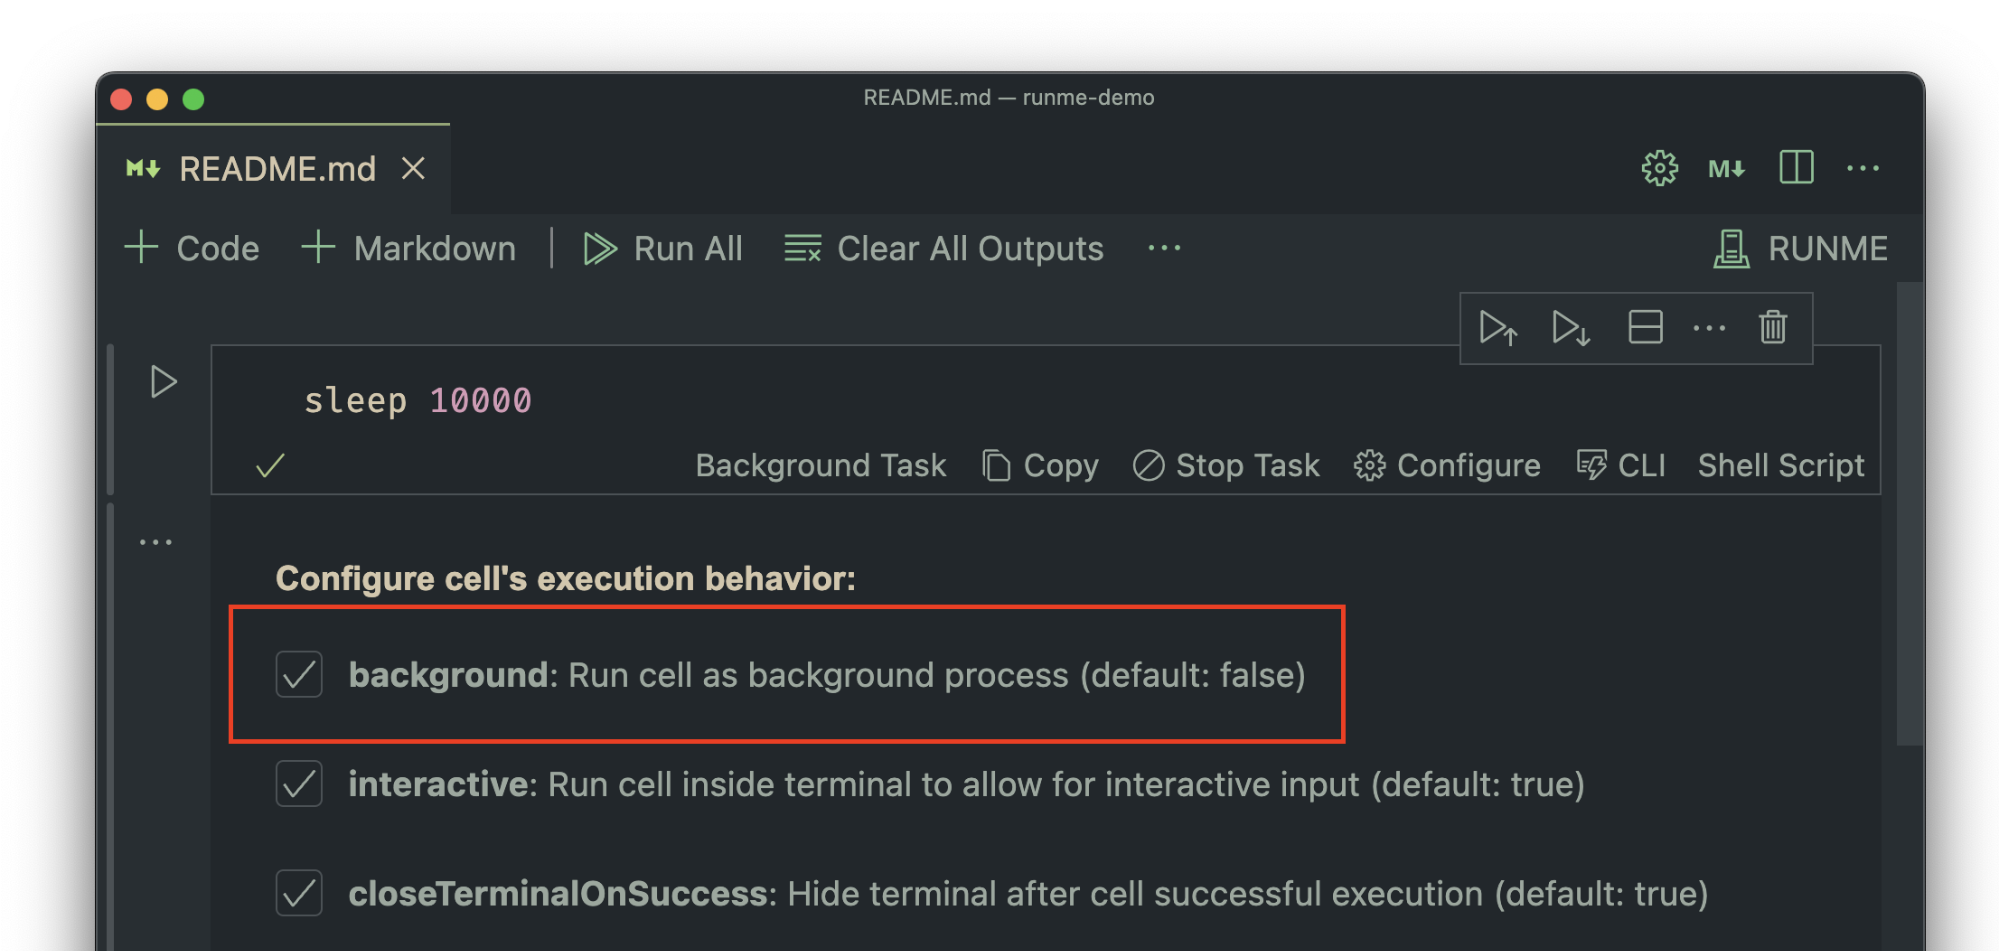 README.md — runme-demo
README.md
Code Markdown Run All Clear All Outputs ··· RUNME
sleep 10000
Background Task Copy Stop Task Configure CLI Shell Script
Configure cell's execution behavior:
background: Run cell as background process (default: false)
interactive: Run cell inside terminal to allow for interactive input (default: true)
closeTerminalOnSuccess: Hide terminal after cell successful execution (default: true)